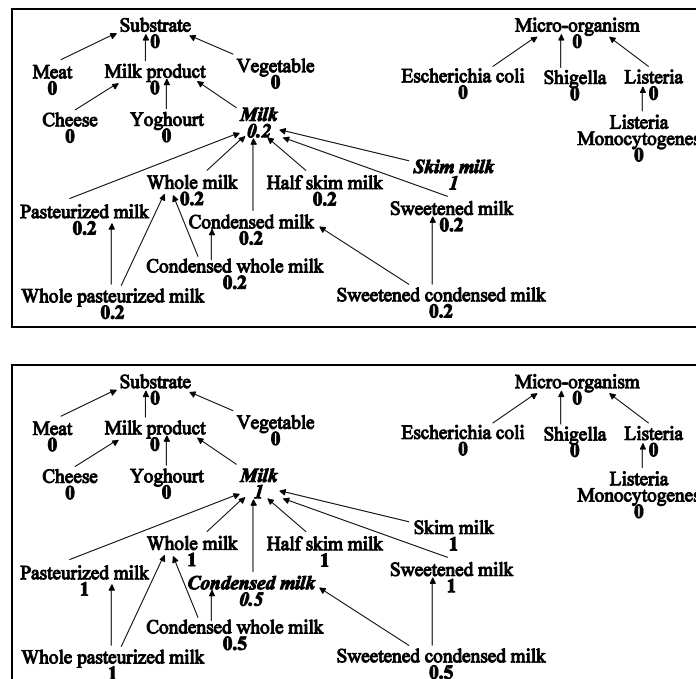 Substrate
0
Micro-organism
0
Meat
0
Milk product
0
Vegetable
0
Escherichia coli
0
Shigella
0
Listeria
0
Cheese
0
Yoghourt
0
Milk
0.2
Listeria
Monocytogenes
0
Skim milk
1
Whole milk
0.2
Half skim milk
0.2
Pasteurized milk
0.2
Condensed milk
0.2
Sweetened milk
0.2
Condensed whole milk
0.2
Whole pasteurized milk
0.2
Sweetened condensed milk
0.2
Substrate
0
Micro-organism
0
Meat
0
Milk product
0
Vegetable
0
Escherichia coli
0
Shigella
0
Listeria
0
Cheese
0
Yoghourt
0
Milk
1
Listeria
Monocytogenes
0
Skim milk
1
Whole milk
1
Half skim milk
1
Pasteurized milk
1
Condensed milk
0.5
Sweetened milk
1
Condensed whole milk
0.5
Whole pasteurized milk
1
Sweetened condensed milk
0.5